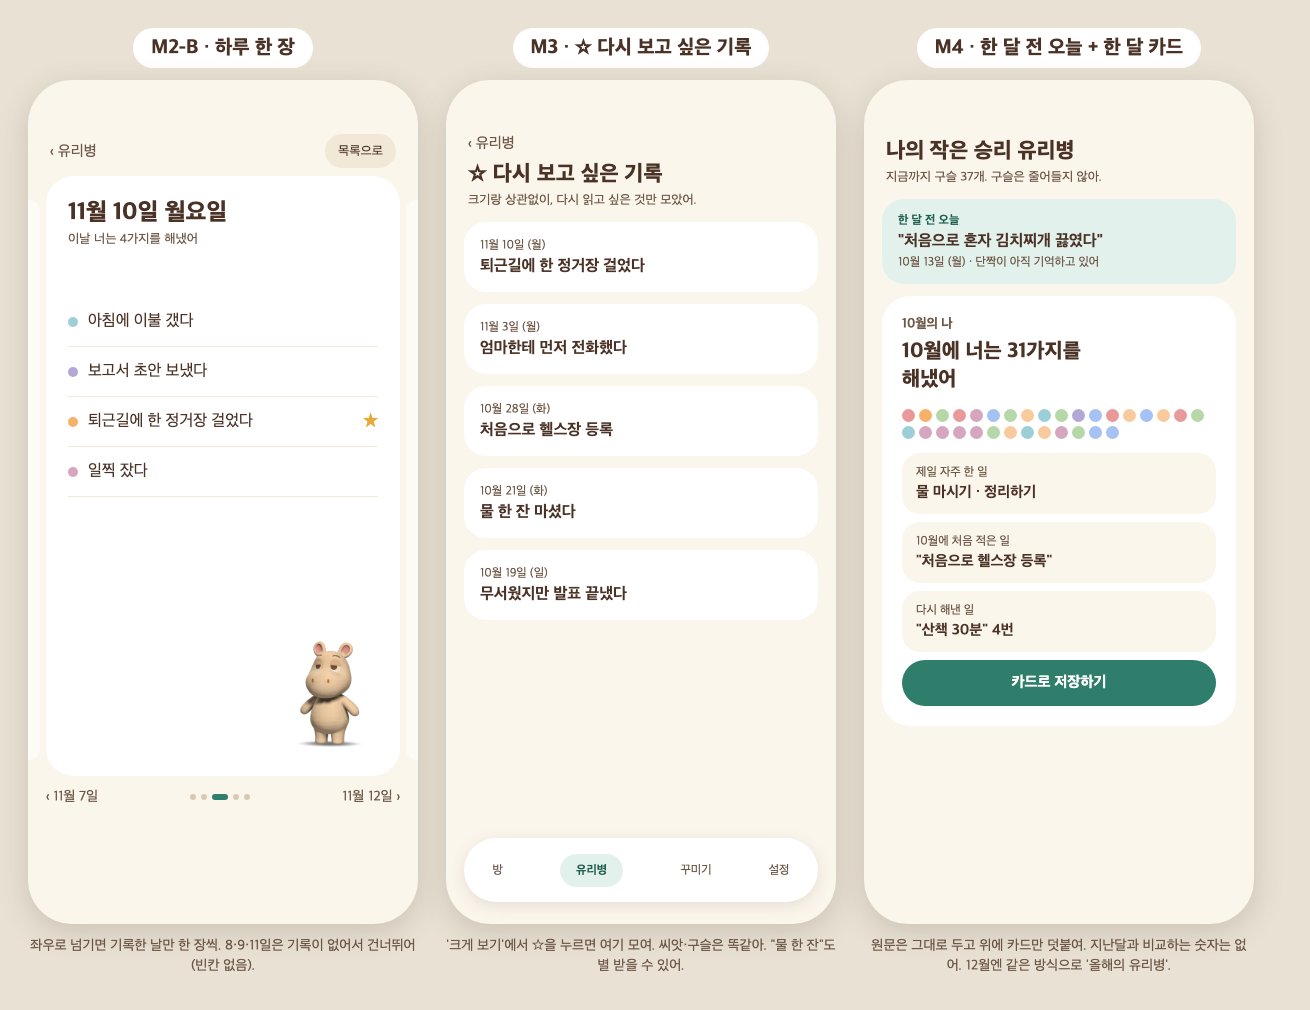 M2-B · 하루 한 장
‹ 유리병
목록으로
11월 10일 월요일
이날 너는 4가지를 해냈어
아침에 이불 갰다
보고서 초안 보냈다
퇴근길에 한 정거장 걸었다 ★
일찍 잤다
‹ 11월 7일
11월 12일 ›
좌우로 넘기면 기록한 날만 한 장씩. 8·9·11일은 기록이 없어서 건너뛰어
(빈칸 없음).
M3 · ☆ 다시 보고 싶은 기록
‹ 유리병
☆ 다시 보고 싶은 기록
크기랑 상관없이, 다시 읽고 싶은 것만 모았어.
11월 10일 (월)
퇴근길에 한 정거장 걸었다
11월 3일 (월)
엄마한테 먼저 전화했다
10월 28일 (화)
처음으로 헬스장 등록
10월 21일 (화)
물 한 잔 마셨다
10월 19일 (일)
무서웠지만 발표 끝냈다
방
유리병
꾸미기
설정
'크게 보기'에서 ☆을 누르면 여기 모여. 씨앗·구슬은 똑같아. "물 한 잔"도
별 받을 수 있어.
M4 · 한 달 전 오늘 + 한 달 카드
나의 작은 승리 유리병
지금까지 구슬 37개. 구슬은 줄어들지 않아.
한 달 전 오늘
"처음으로 혼자 김치찌개 끓였다"
10월 13일 (월) · 단짝이 아직 기억하고 있어
10월의 나
10월에 너는 31가지를
해냈어
제일 자주 한 일
물 마시기 · 정리하기
10월에 처음 적은 일
"처음으로 헬스장 등록"
다시 해낸 일
"산책 30분" 4번
카드로 저장하기
원문은 그대로 두고 위에 카드만 덧붙여. 지난달과 비교하는 숫자는 없
어. 12월엔 같은 방식으로 '올해의 유리병'.